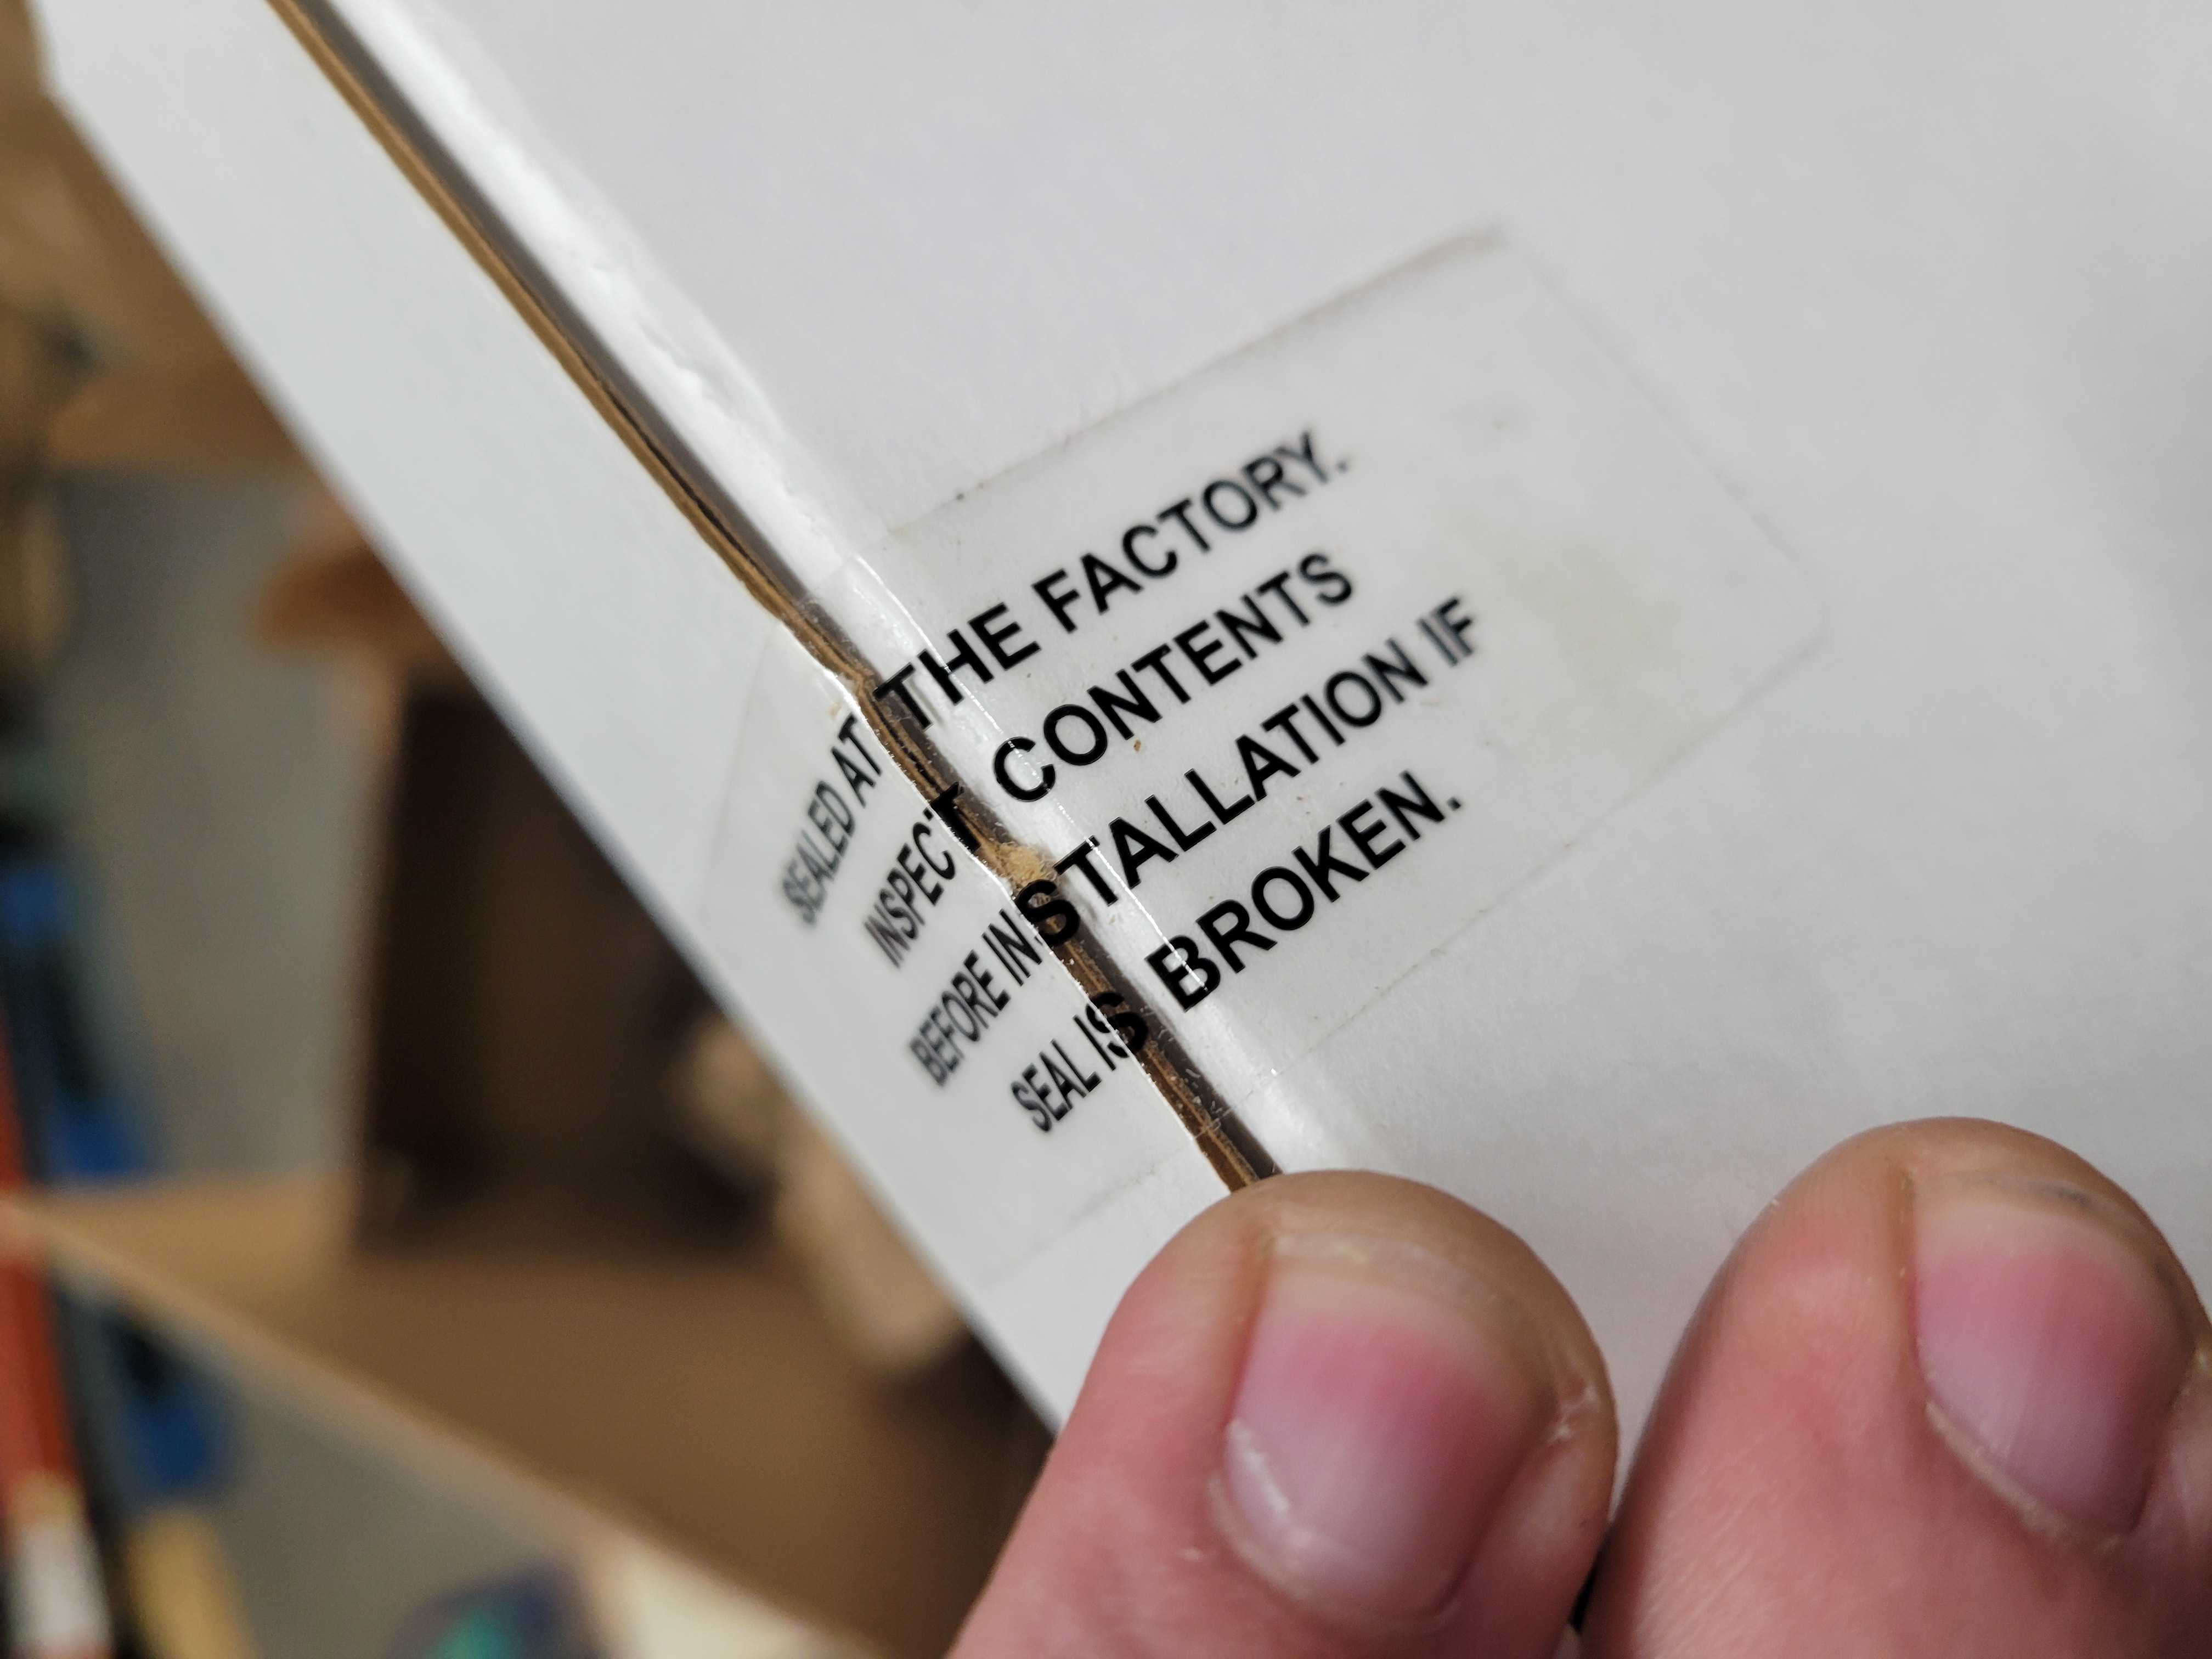 SEALED AT THE FACTORY.
INSPECT CONTENTS
BEFORE INSTALLATION IF
SEAL IS BROKEN.